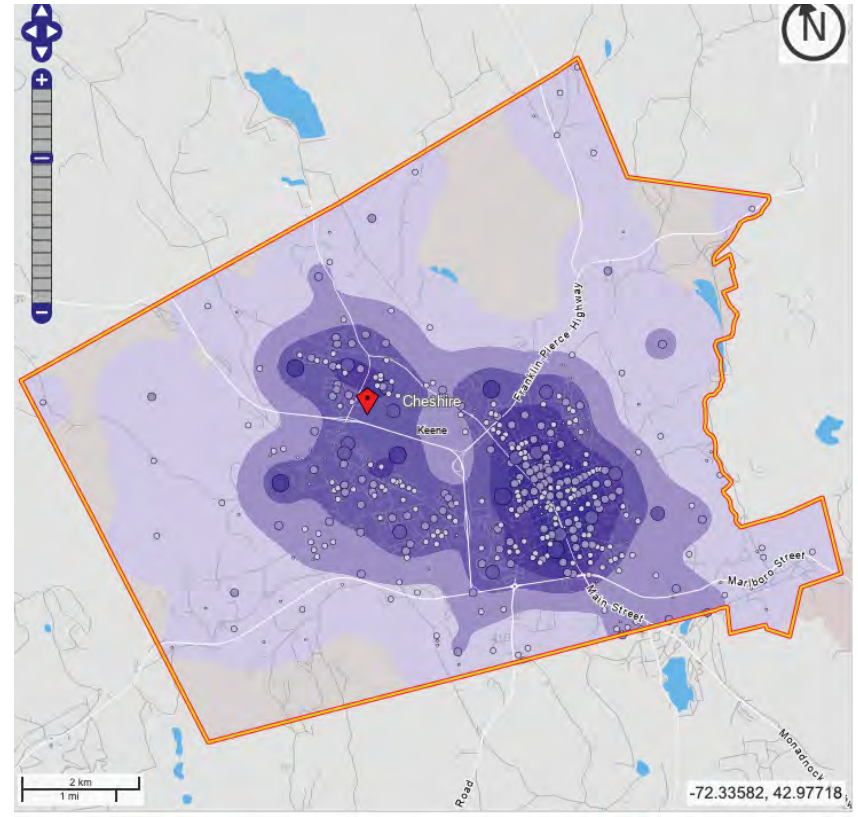 N
+
Franklin Pierce Highway
Cheshire
Keene
Marlboro Street
Main Street
2 km
1 mi
Road
Monadnock
-72.33582, 42.97718